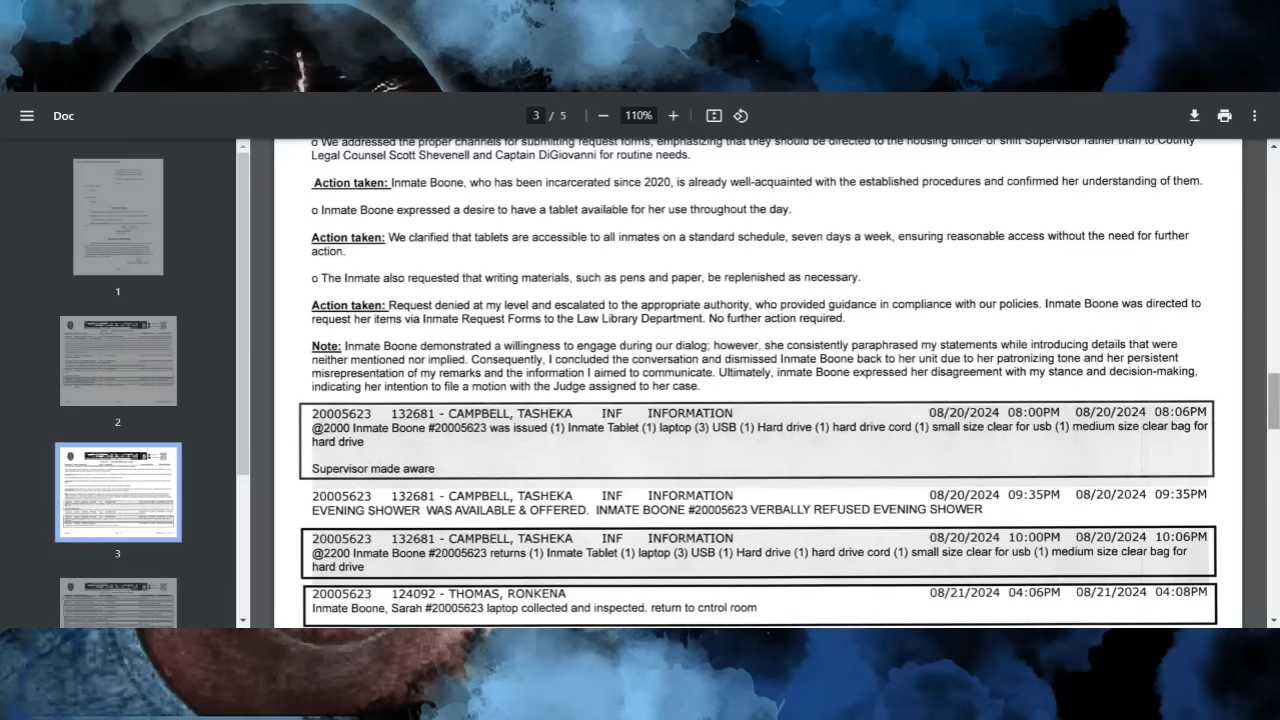 Doc
3 / 5
110%
o We addressed the proper channels for submitting request forms, emphasizing that they should be directed to the housing officer or shift Supervisor rather than to County
Legal Counsel Scott Shevenell and Captain DiGiovanni for routine needs.
Action taken: Inmate Boone, who has been incarcerated since 2020, is already well-acquainted with the established procedures and confirmed her understanding of them.
o Inmate Boone expressed a desire to have a tablet available for her use throughout the day.
Action taken: We clarified that tablets are accessible to all inmates on a standard schedule, seven days a week, ensuring reasonable access without the need for further
action.
o The Inmate also requested that writing materials, such as pens and paper, be replenished as necessary.
Action taken: Request denied at my level and escalated to the appropriate authority, who provided guidance in compliance with our policies. Inmate Boone was directed to
request her items via Inmate Request Forms to the Law Library Department. No further action required.
Note: Inmate Boone demonstrated a willingness to engage during our dialog; however, she consistently paraphrased my statements while introducing details that were
neither mentioned nor implied. Consequently, I concluded the conversation and dismissed Inmate Boone back to her unit due to her patronizing tone and her persistent
misrepresentation of my remarks and the information I aimed to communicate. Ultimately, inmate Boone expressed her disagreement with my stance and decision-making,
indicating her intention to file a motion with the Judge assigned to her case.
20005623 132681 - CAMPBELL, TASHEKA INF INFORMATION 08/20/2024 08:00PM 08/20/2024 08:06PM
@2000 Inmate Boone #20005623 was issued (1) Inmate Tablet (1) laptop (3) USB (1) Hard drive (1) hard drive cord (1) small size clear for usb (1) medium size clear bag for
hard drive
Supervisor made aware
20005623 132681 - CAMPBELL, TASHEKA INF INFORMATION 08/20/2024 09:35PM 08/20/2024 09:35PM
EVENING SHOWER WAS AVAILABLE & OFFERED. INMATE BOONE #20005623 VERBALLY REFUSED EVENING SHOWER
20005623 132681 - CAMPBELL, TASHEKA INF INFORMATION 08/20/2024 10:00PM 08/20/2024 10:06PM
@2200 Inmate Boone #20005623 returns (1) Inmate Tablet (1) laptop (3) USB (1) Hard drive (1) hard drive cord (1) small size clear for usb (1) medium size clear bag for
hard drive
20005623 124092 - THOMAS, RONKENA 08/21/2024 04:06PM 08/21/2024 04:08PM
Inmate Boone, Sarah #20005623 laptop collected and inspected. return to cntrol room
1
2
3